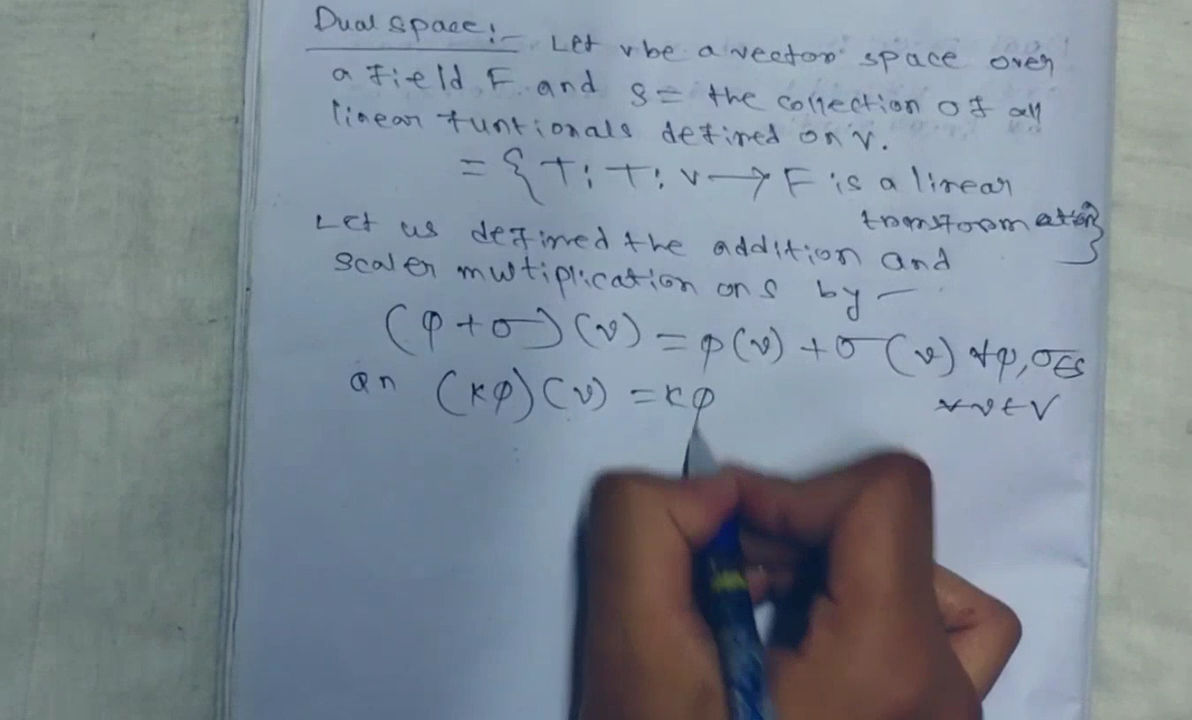 Dual space:- Let v be a vector space over
a field F and S = the collection of all
linear funtionals defined on V.
= { T: T: V → F is a linear
transformation}
Let us defined the addition and
scaler multiplication on S by –
(φ + σ)(v) = φ(v) + σ(v) ∀ φ, σ ∈ S
an (kφ)(v) = kφ ∀ v ∈ V